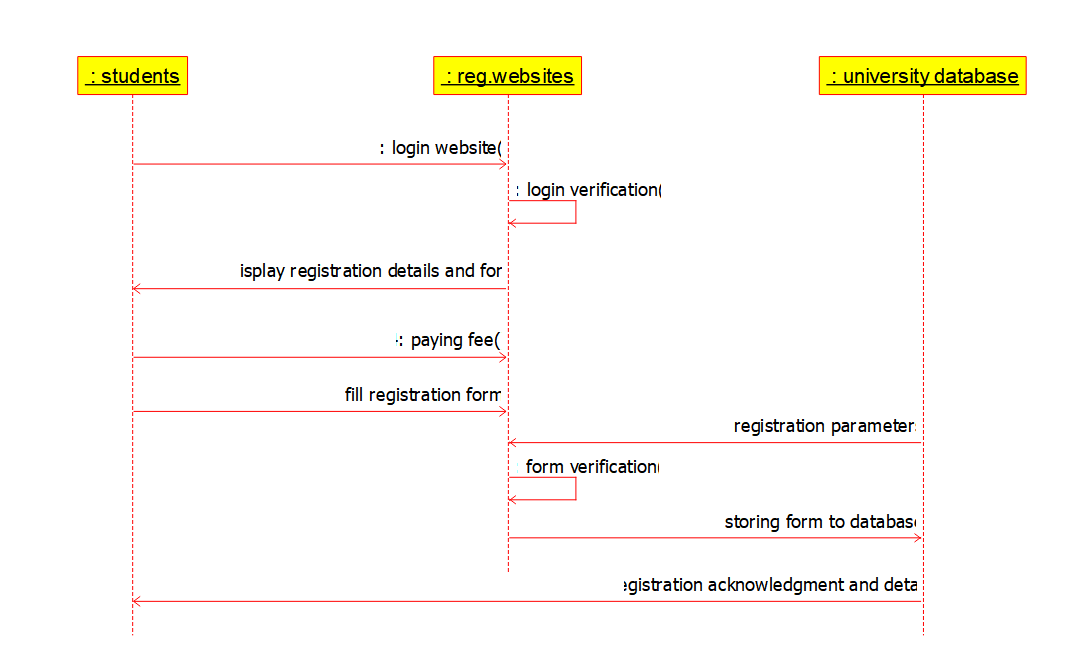 : students
: reg.websites
: university database
: login website(
: login verification(
isplay registration details and for
: paying fee(
fill registration form
registration parameter
form verification(
storing form to databas
gistration acknowledgment and deta